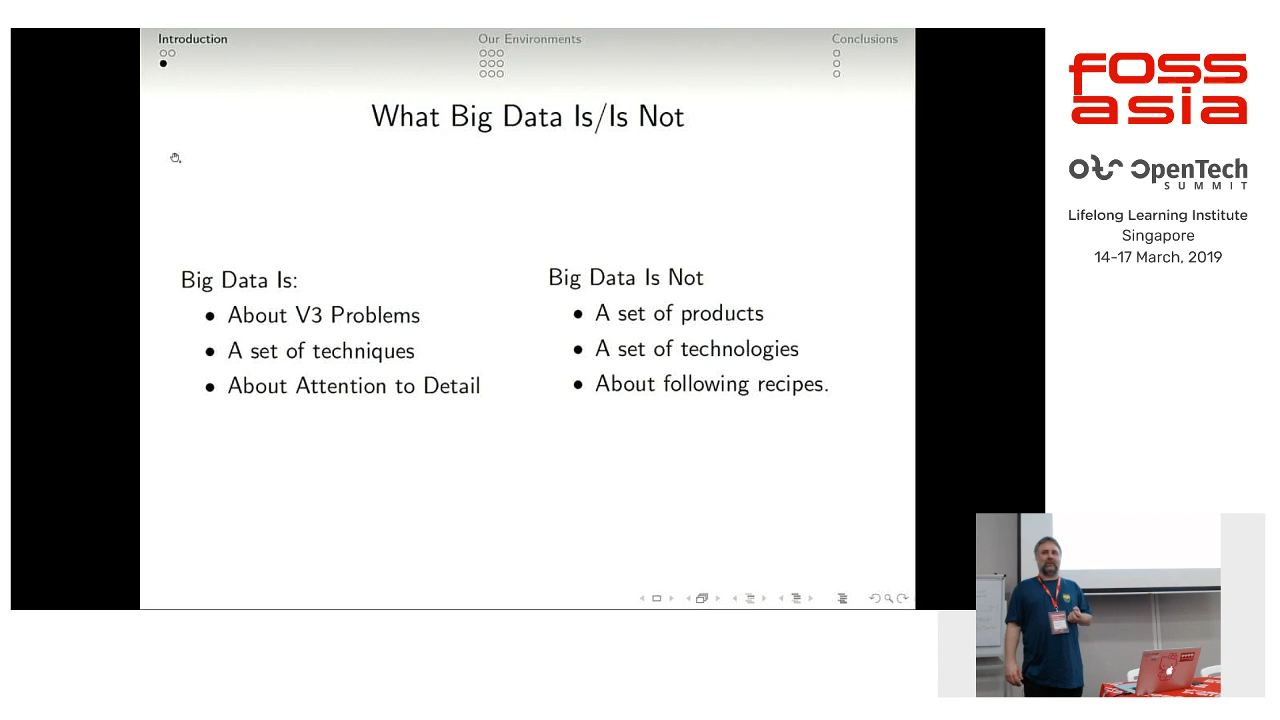 Introduction
Our Environments
Conclusions
What Big Data Is/Is Not
Big Data Is:
• About V3 Problems
• A set of techniques
• About Attention to Detail
Big Data Is Not
• A set of products
• A set of technologies
• About following recipes.
FOSS
asia
OpenTech
SUMMIT
Lifelong Learning Institute
Singapore
14-17 March, 2019